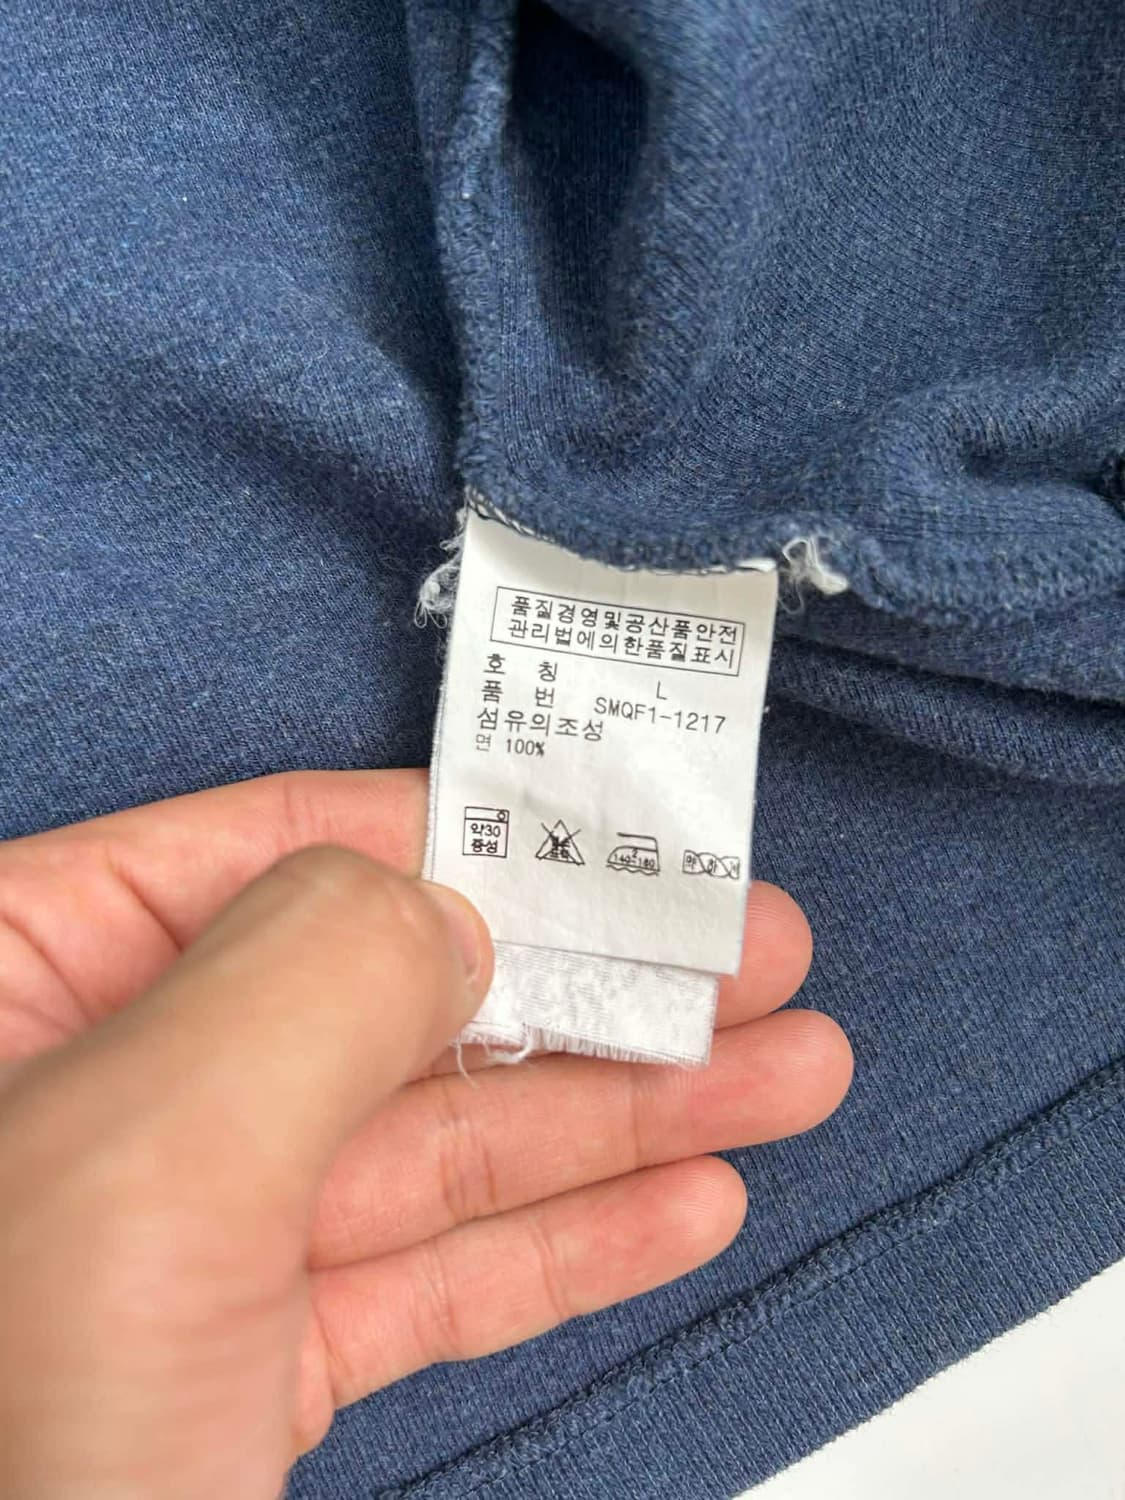 품질경영및공산품안전
관리법에의한품질표시
호 칭 L
품 번 SMQF1-1217
섬유의조성
면 100%
약30
중성
140~160